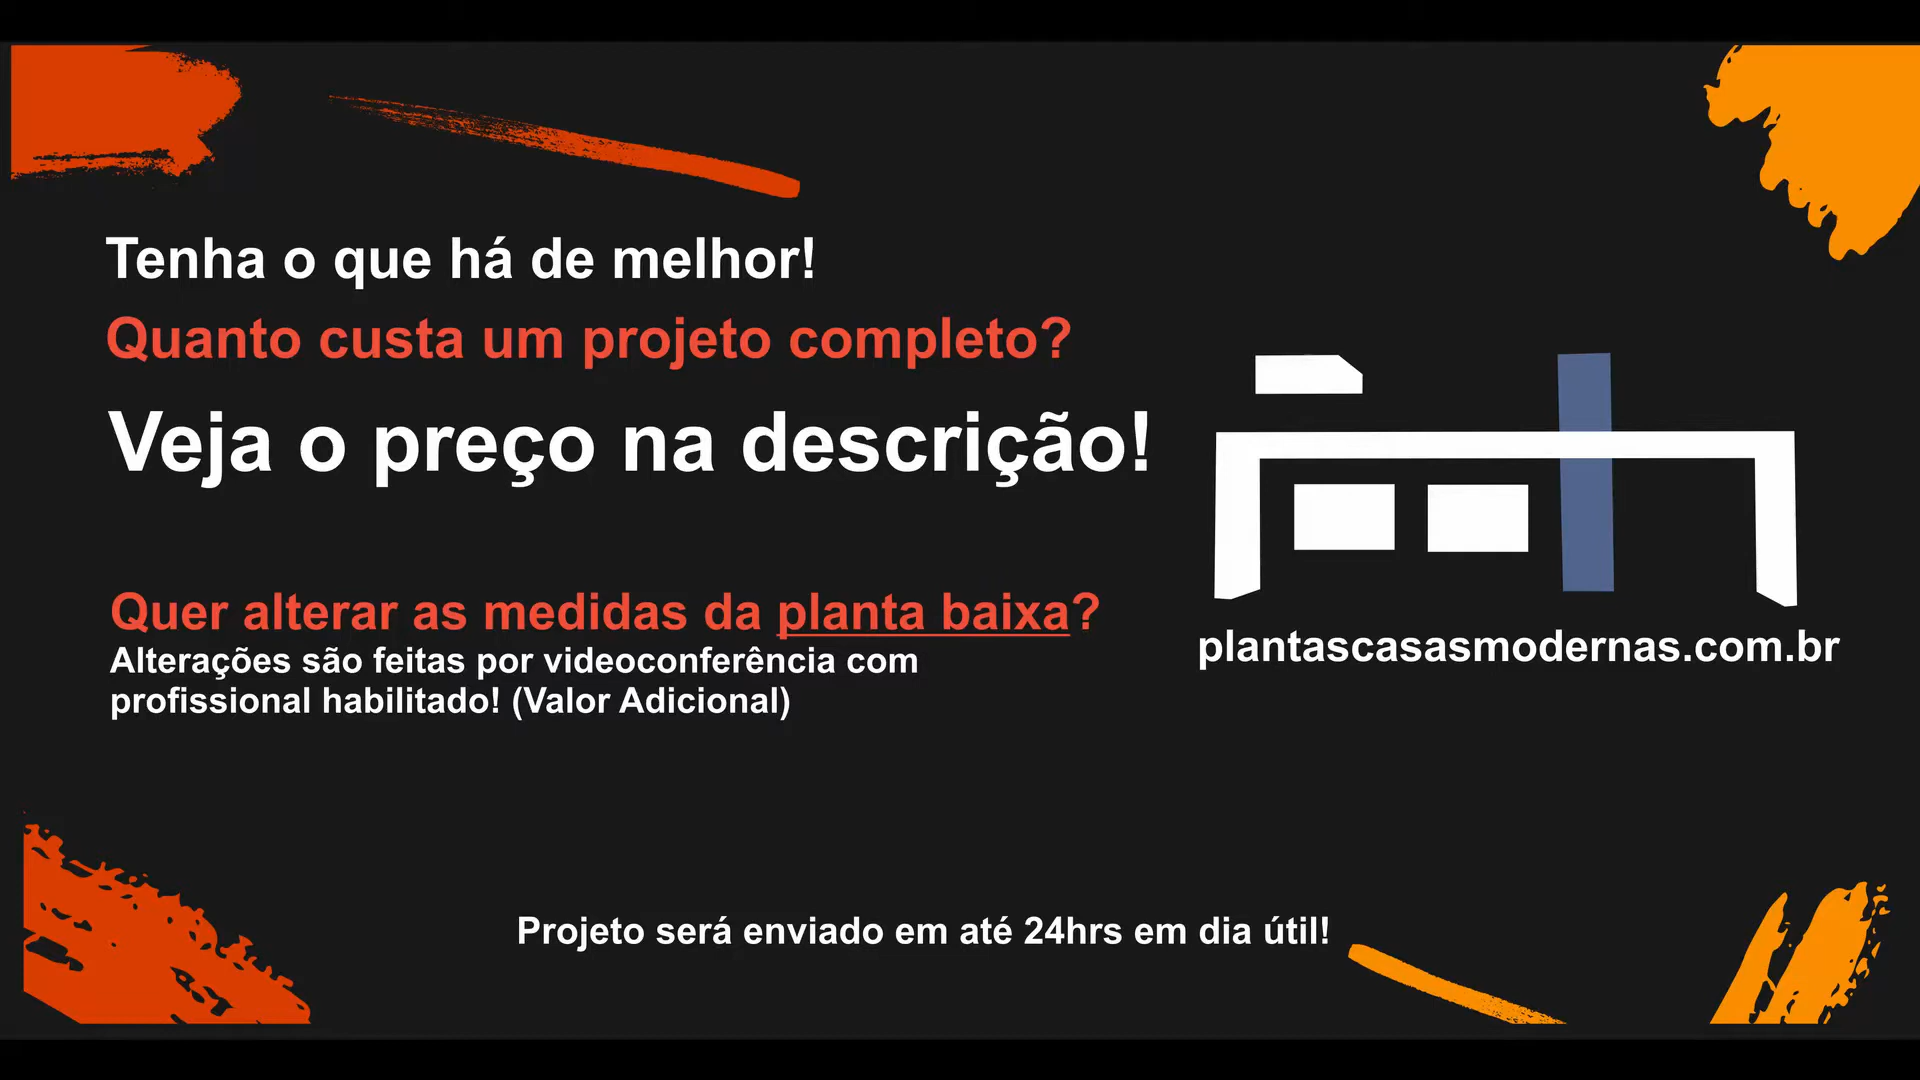 Tenha o que há de melhor!
Quanto custa um projeto completo?
Veja o preço na descrição!
Quer alterar as medidas da planta baixa?
Alterações são feitas por videoconferência com
profissional habilitado! (Valor Adicional)
plantascasasmodernas.com.br
Projeto será enviado em até 24hrs em dia útil!